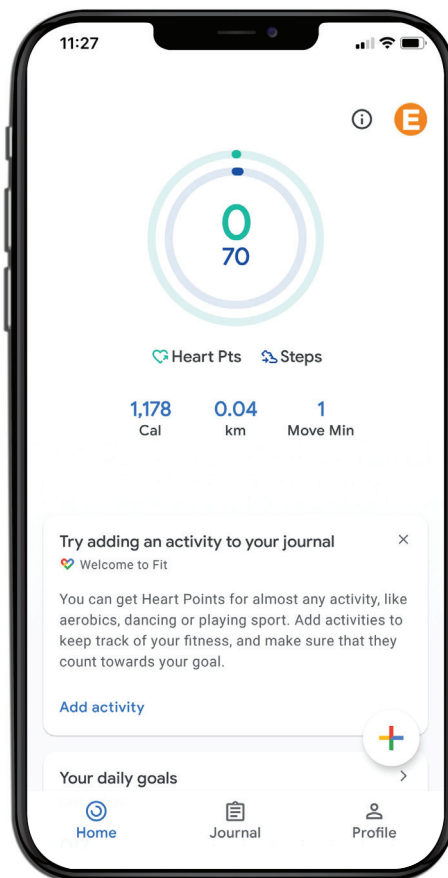 11:27
E
0
70
Heart Pts Steps
1,178 0.04 1
Cal km Move Min
Try adding an activity to your journal
Welcome to Fit
You can get Heart Points for almost any activity, like
aerobics, dancing or playing sport. Add activities to
keep track of your fitness, and make sure that they
count towards your goal.
Add activity
Your daily goals
Home Journal Profile